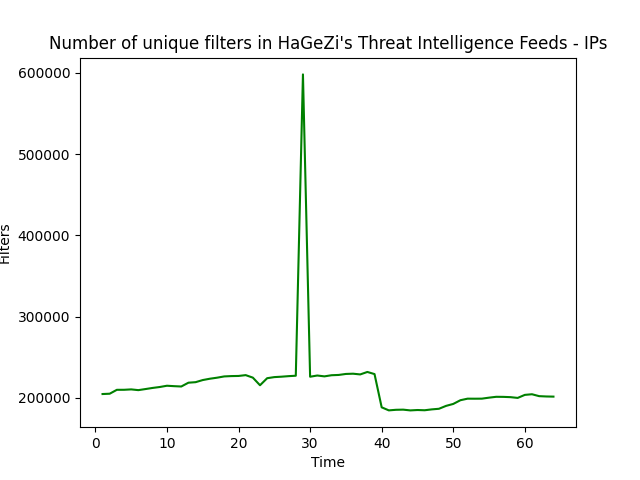 Number of unique filters in HaGeZi's Threat Intelligence Feeds - IPs
600000
500000
400000
300000
200000
Filters
0 10 20 30 40 50 60
Time